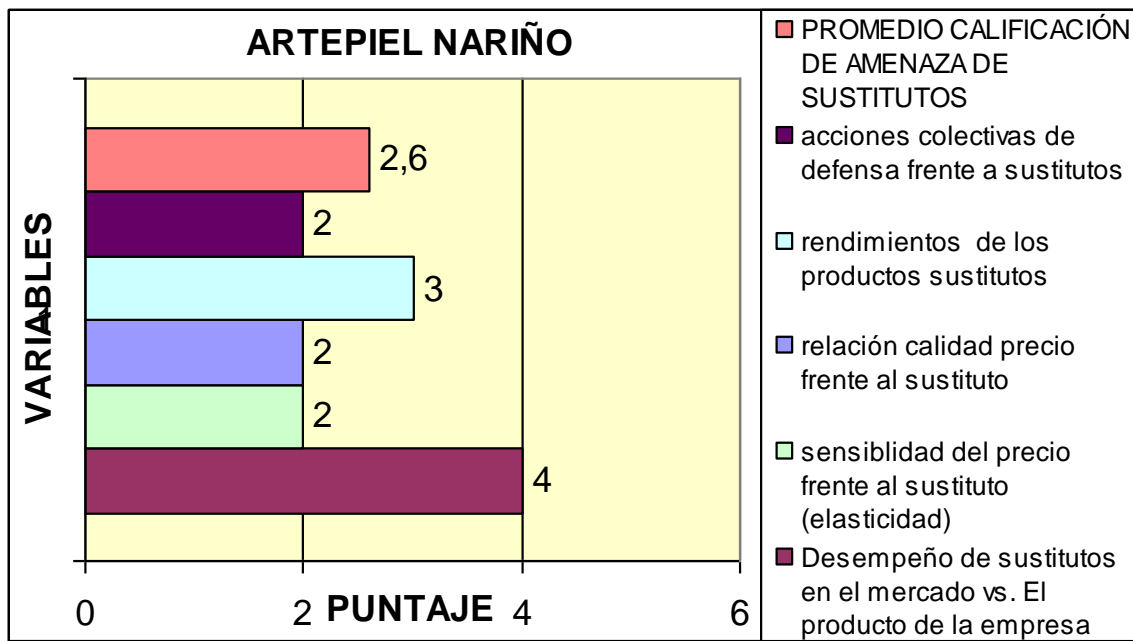 ARTEPIEL NARIÑO
VARIABLES
2,6
2
3
2
2
4
0
2
4
6
PUNTAJE
PROMEDIO CALIFICACIÓN
DE AMENAZA DE
SUSTITUTOS
acciones colectivas de
defensa frente a sustitutos
rendimientos de los
productos sustitutos
relación calidad precio
frente al sustituto
sensiblidad del precio
frente al sustituto
(elasticidad)
Desempeño de sustitutos
en el mercado vs. El
producto de la empresa